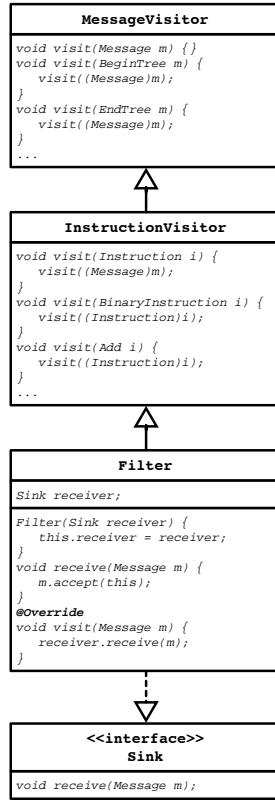 MessageVisitor
void visit(Message m) {}
void visit(BeginTree m) {
visit((Message)m);
}
void visit(EndTree m) {
visit((Message)m);
}
...
InstructionVisitor
void visit(Instruction i) {
visit((Message)m);
}
void visit(BinaryInstruction i) {
visit((Instruction)i);
}
void visit(Add i) {
visit((Instruction)i);
}
...
Filter
Sink receiver;
Filter(Sink receiver) {
this.receiver = receiver;
}
void receive(Message m) {
m.accept(this);
}
@Override
void visit(Message m) {
receiver.receive(m);
}
<<interface>>
Sink
void receive(Message m);